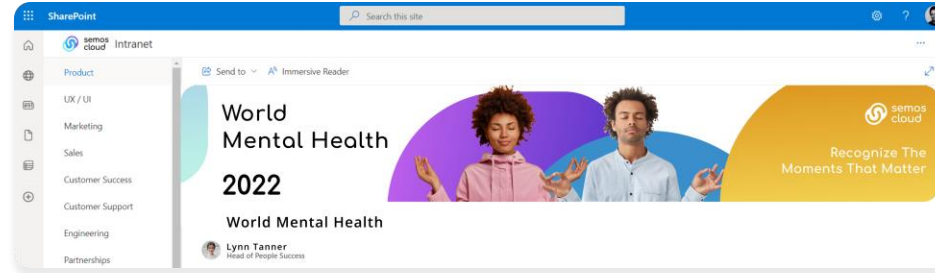 SharePoint
Search this site
?
semos
cloud
Intranet
...
Product
UX / UI
Marketing
Sales
Customer Success
Customer Support
Engineering
Partnerships
Send to
Immersive Reader
World
Mental Health
2022
semos
cloud
Recognize The
Moments That Matter
World Mental Health
Lynn Tanner
Head of People Success